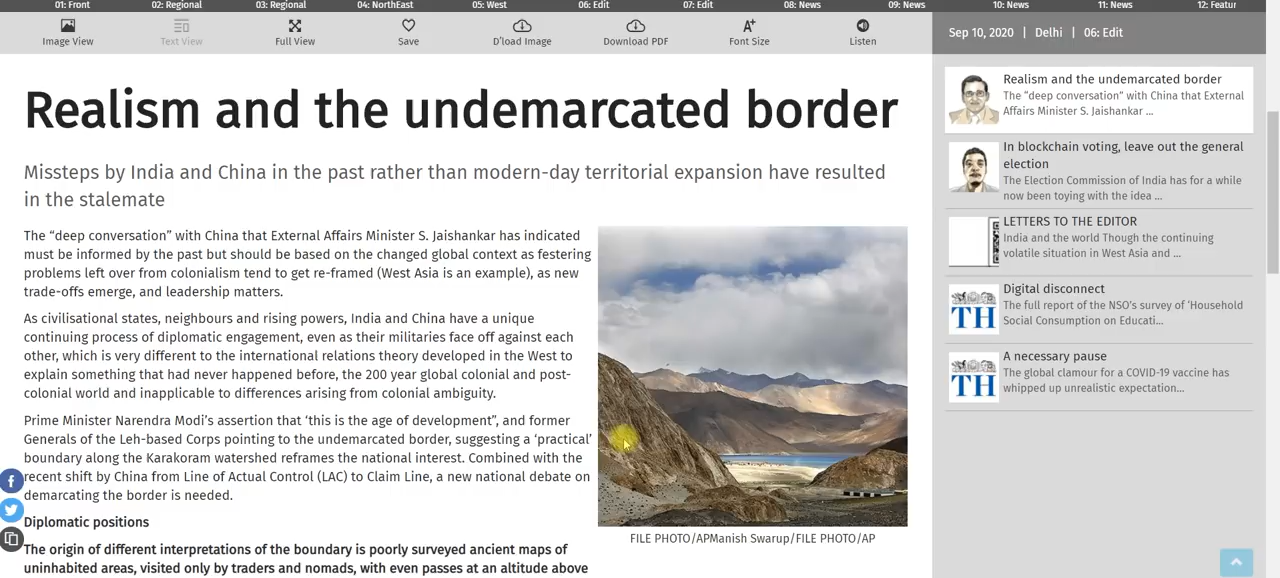 01: Front 02: Regional 03: Regional 04: NorthEast 05: West 06: Edit 07: Edit 08: News 09: News 10: News 11: News 12: Featur
Image View Text View Full View Save D'load Image Download PDF Font Size Listen
A+
Sep 10, 2020 | Delhi | 06: Edit
Realism and the undemarcated border
Missteps by India and China in the past rather than modern-day territorial expansion have resulted
in the stalemate
The “deep conversation” with China that External Affairs Minister S. Jaishankar has indicated
must be informed by the past but should be based on the changed global context as festering
problems left over from colonialism tend to get re-framed (West Asia is an example), as new
trade-offs emerge, and leadership matters.
As civilisational states, neighbours and rising powers, India and China have a unique
continuing process of diplomatic engagement, even as their militaries face off against each
other, which is very different to the international relations theory developed in the West to
explain something that had never happened before, the 200 year global colonial and post-
colonial world and inapplicable to differences arising from colonial ambiguity.
Prime Minister Narendra Modi’s assertion that ‘this is the age of development”, and former
Generals of the Leh-based Corps pointing to the undemarcated border, suggesting a ‘practical’
boundary along the Karakoram watershed reframes the national interest. Combined with the
recent shift by China from Line of Actual Control (LAC) to Claim Line, a new national debate on
demarcating the border is needed.
Diplomatic positions
The origin of different interpretations of the boundary is poorly surveyed ancient maps of
uninhabited areas, visited only by traders and nomads, with even passes at an altitude above
FILE PHOTO/APManish Swarup/FILE PHOTO/AP
Realism and the undemarcated border
The “deep conversation” with China that External
Affairs Minister S. Jaishankar ...
In blockchain voting, leave out the general
election
The Election Commission of India has for a while
now been toying with the idea ...
LETTERS TO THE EDITOR
India and the world Though the continuing
volatile situation in West Asia and ...
Digital disconnect
The full report of the NSO’s survey of ‘Household
Social Consumption on Educati...
TH
A necessary pause
The global clamour for a COVID-19 vaccine has
whipped up unrealistic expectation...
TH